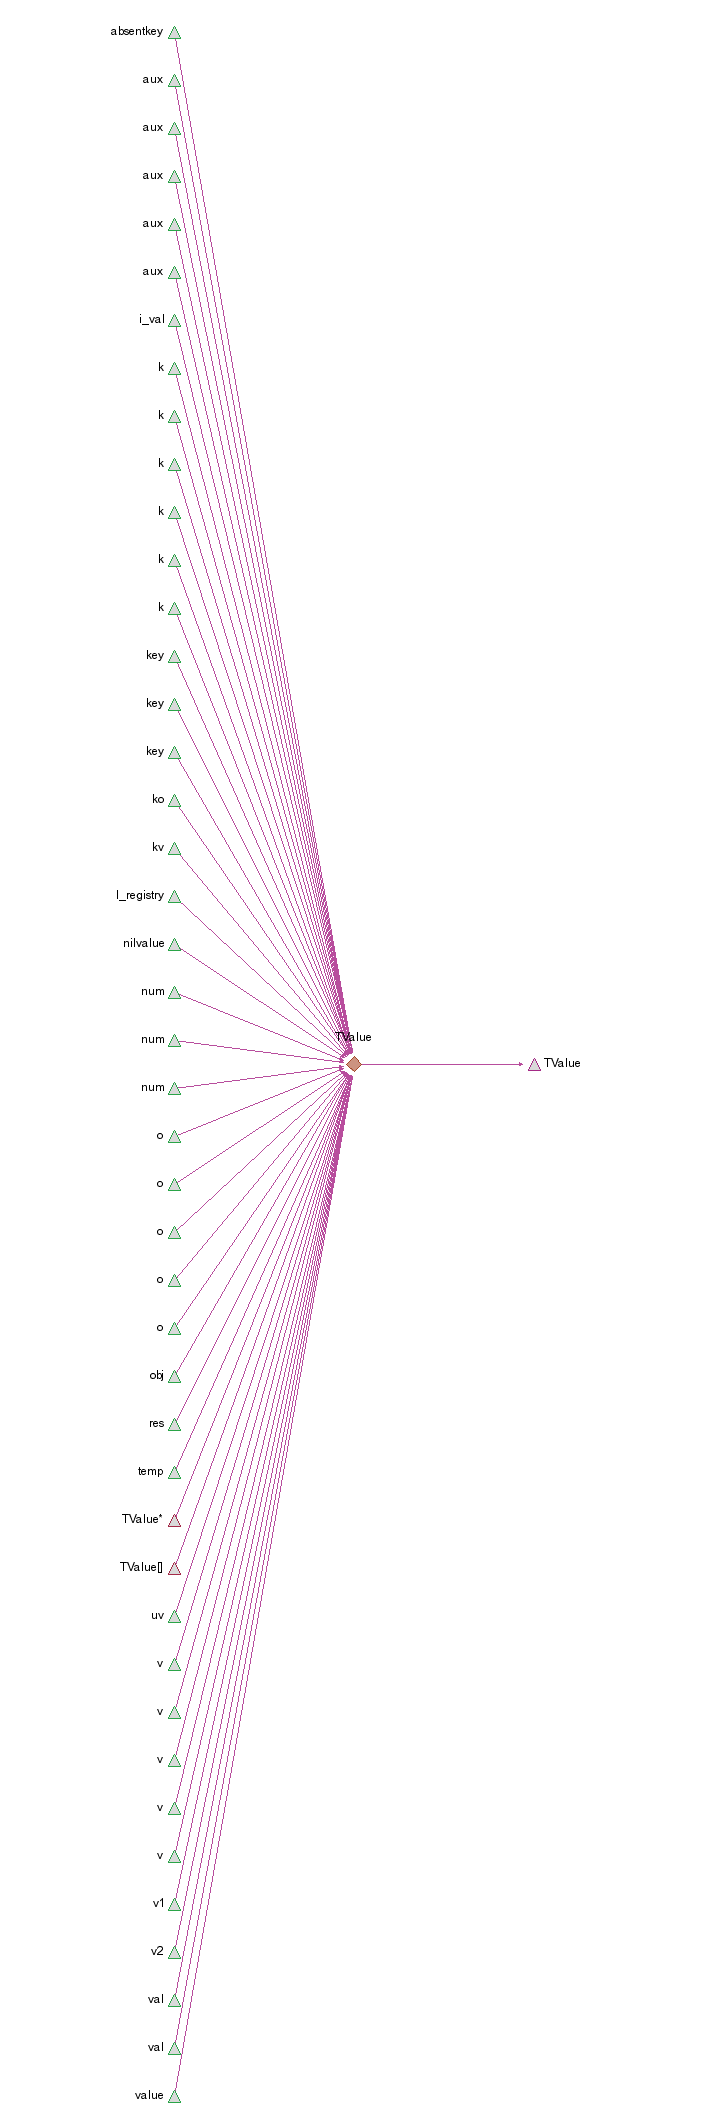 absentkey
aux
aux
aux
aux
aux
i_val
k
k
k
k
k
k
key
key
key
ko
kv
l_registry
nilvalue
num
num
TValue
TValue
num
o
o
o
o
o
obj
res
temp
TValue*
TValue[]
uv
v
v
v
v
v
v1
v2
val
val
value